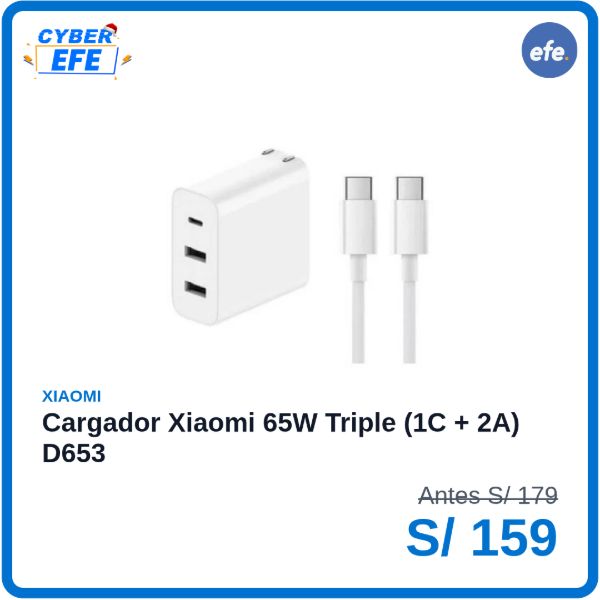 CYBER
EFE
efe.
XIAOMI
Cargador Xiaomi 65W Triple (1C + 2A)
D653
Antes S/ 179
S/ 159